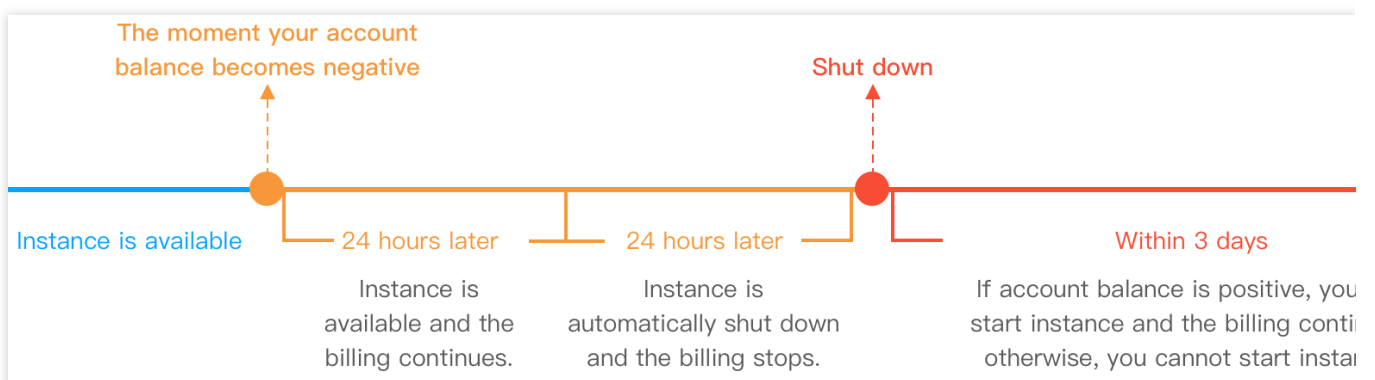 The moment your account
balance becomes negative
Shut down
Instance is available
24 hours later
24 hours later
Within 3 days
Instance is
available and the
billing continues.
Instance is
automatically shut down
and the billing stops.
If account balance is positive, you
start instance and the billing
otherwise, you cannot start